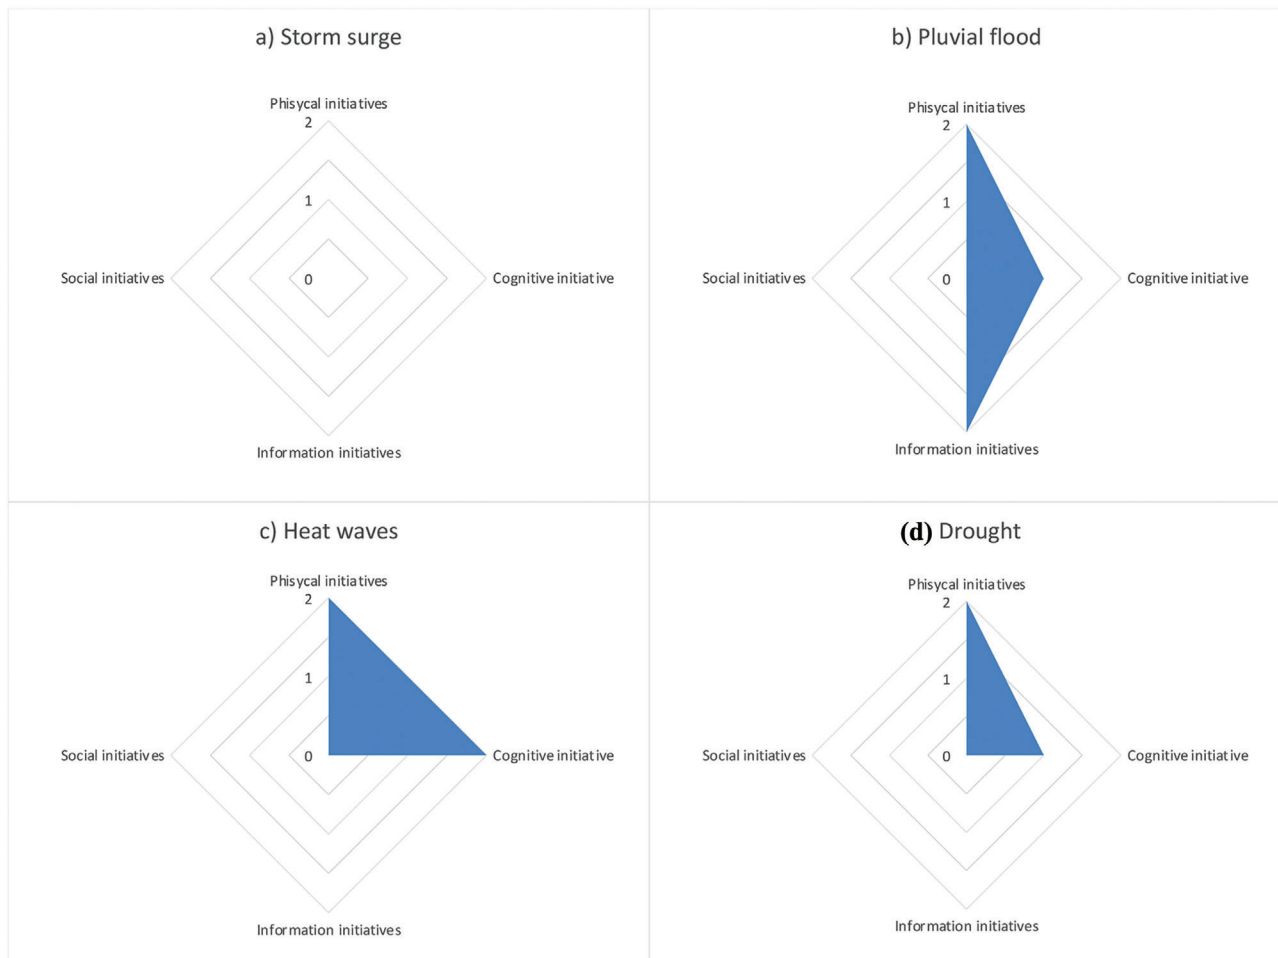 a) Storm surge
Phisycal initiatives
2
1
Social initiatives
0
Cognitive initiative
Information initiatives
b) Pluvial flood
Phisycal initiatives
2
1
Social initiatives
0
Cognitive initiative
Information initiatives
c) Heat waves
Phisycal initiatives
2
1
Social initiatives
0
Cognitive initiative
Information initiatives
(d) Drought
Phisycal initiatives
2
1
Social initiatives
0
Cognitive initiative
Information initiatives